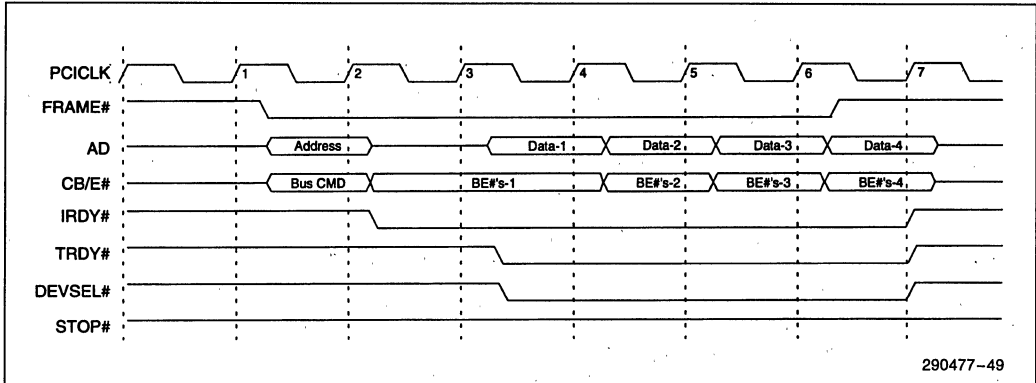 PCICLK 1 2 3 4 5 6 7
FRAME#
AD Address Data-1 Data-2 Data-3 Data-4
CB/E# Bus CMD BE#'s-1 BE#'s-2 BE#'s-3 BE#'s-4
IRDY#
TRDY#
DEVSEL#
STOP#
290477-49